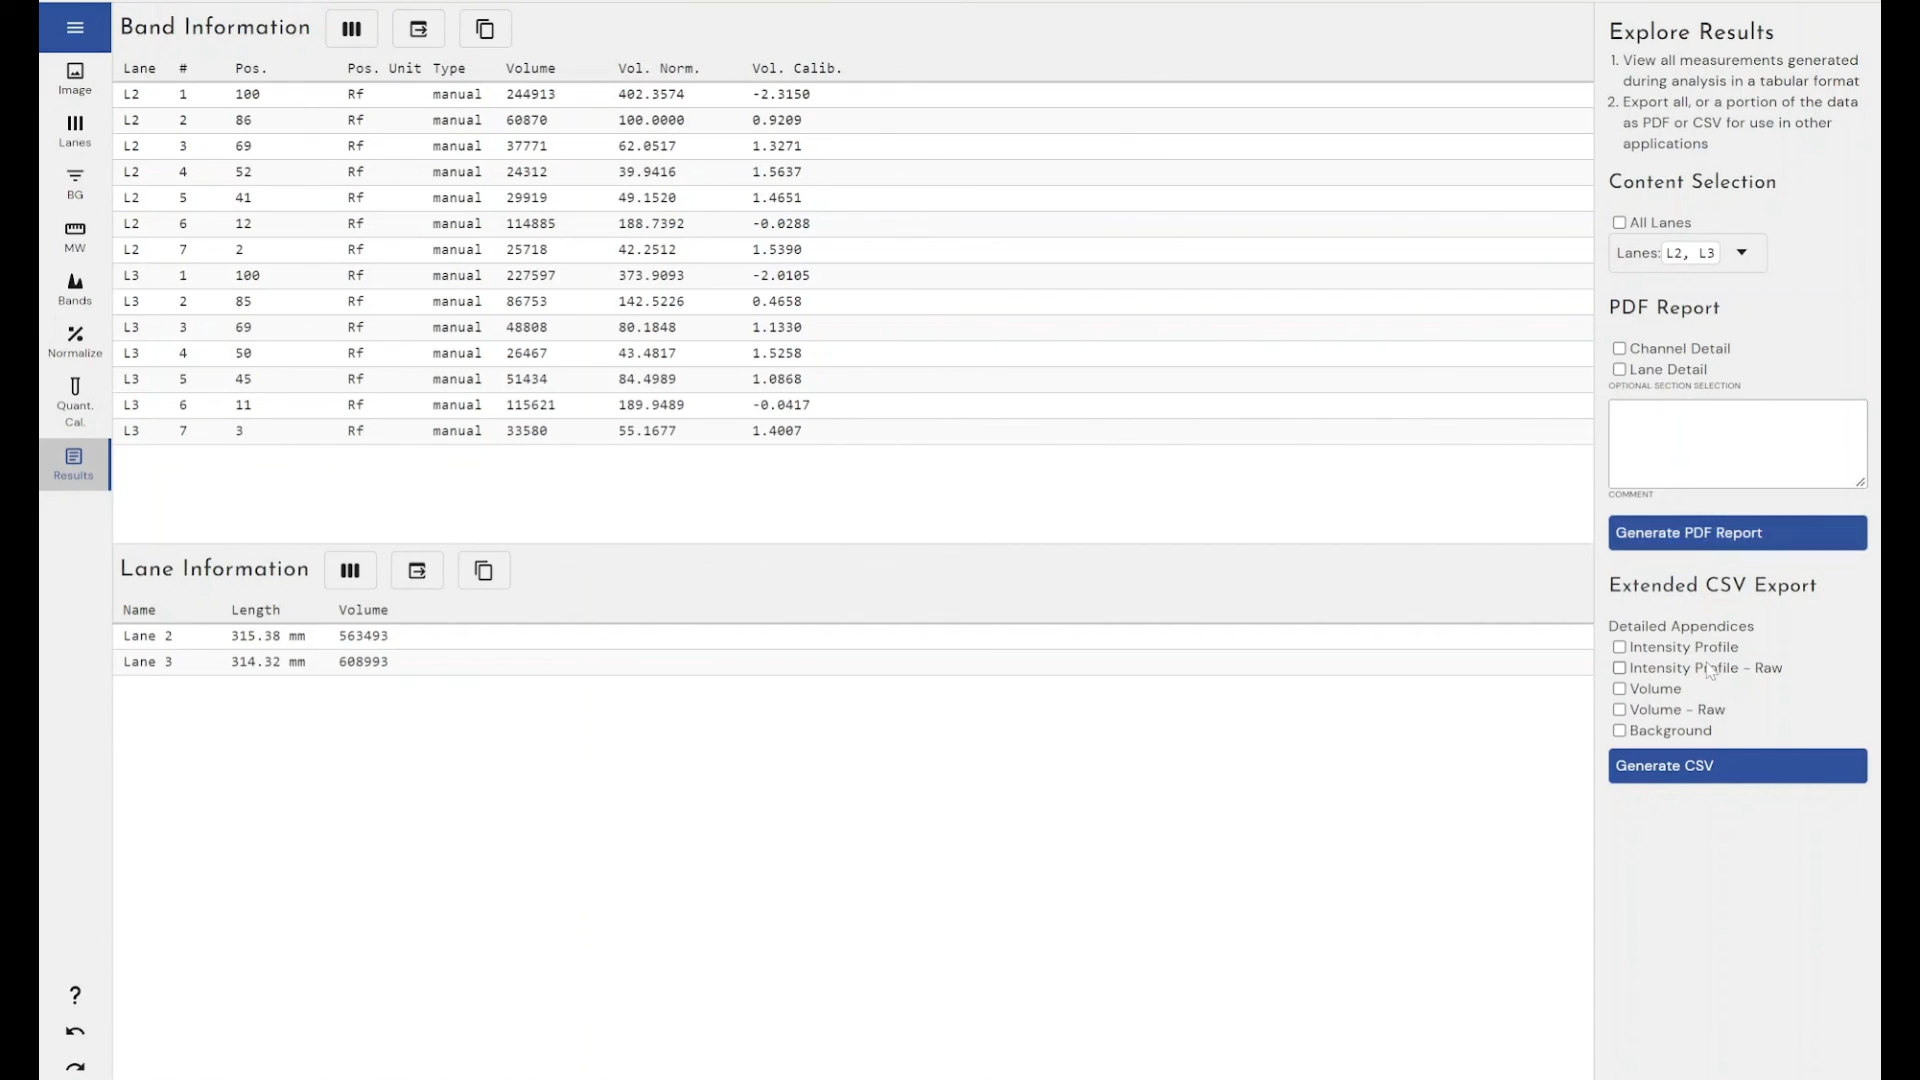 Band Information
Lane # Pos. Pos. Unit Type Volume Vol. Norm. Vol. Calib.
L2 1 100 Rf manual 244913 402.3574 -2.3150
L2 2 86 Rf manual 60870 100.0000 0.9209
L2 3 69 Rf manual 37771 62.0517 1.3271
L2 4 52 Rf manual 24312 39.9416 1.5637
L2 5 41 Rf manual 29919 49.1520 1.4651
L2 6 12 Rf manual 114885 188.7392 -0.0288
L2 7 2 Rf manual 25718 42.2512 1.5390
L3 1 100 Rf manual 227597 373.9093 -2.0105
L3 2 85 Rf manual 86753 142.5226 0.4658
L3 3 69 Rf manual 48808 80.1848 1.1330
L3 4 50 Rf manual 26467 43.4817 1.5258
L3 5 45 Rf manual 51434 84.4989 1.0868
L3 6 11 Rf manual 115621 189.9489 -0.0417
L3 7 3 Rf manual 33580 55.1677 1.4007
Lane Information
Name Length Volume
Lane 2 315.38 mm 563493
Lane 3 314.32 mm 608993
Image
Lanes
BG
MW
Bands
Normalize
Quant.
Cal.
Results
?
Explore Results
1. View all measurements generated
during analysis in a tabular format
2. Export all, or a portion of the data
as PDF or CSV for use in other
applications
Content Selection
All Lanes
Lanes: L2, L3
PDF Report
Channel Detail
Lane Detail
OPTIONAL SECTION SELECTION
COMMENT
Generate PDF Report
Extended CSV Export
Detailed Appendices
Intensity Profile
Intensity Profile - Raw
Volume
Volume - Raw
Background
Generate CSV